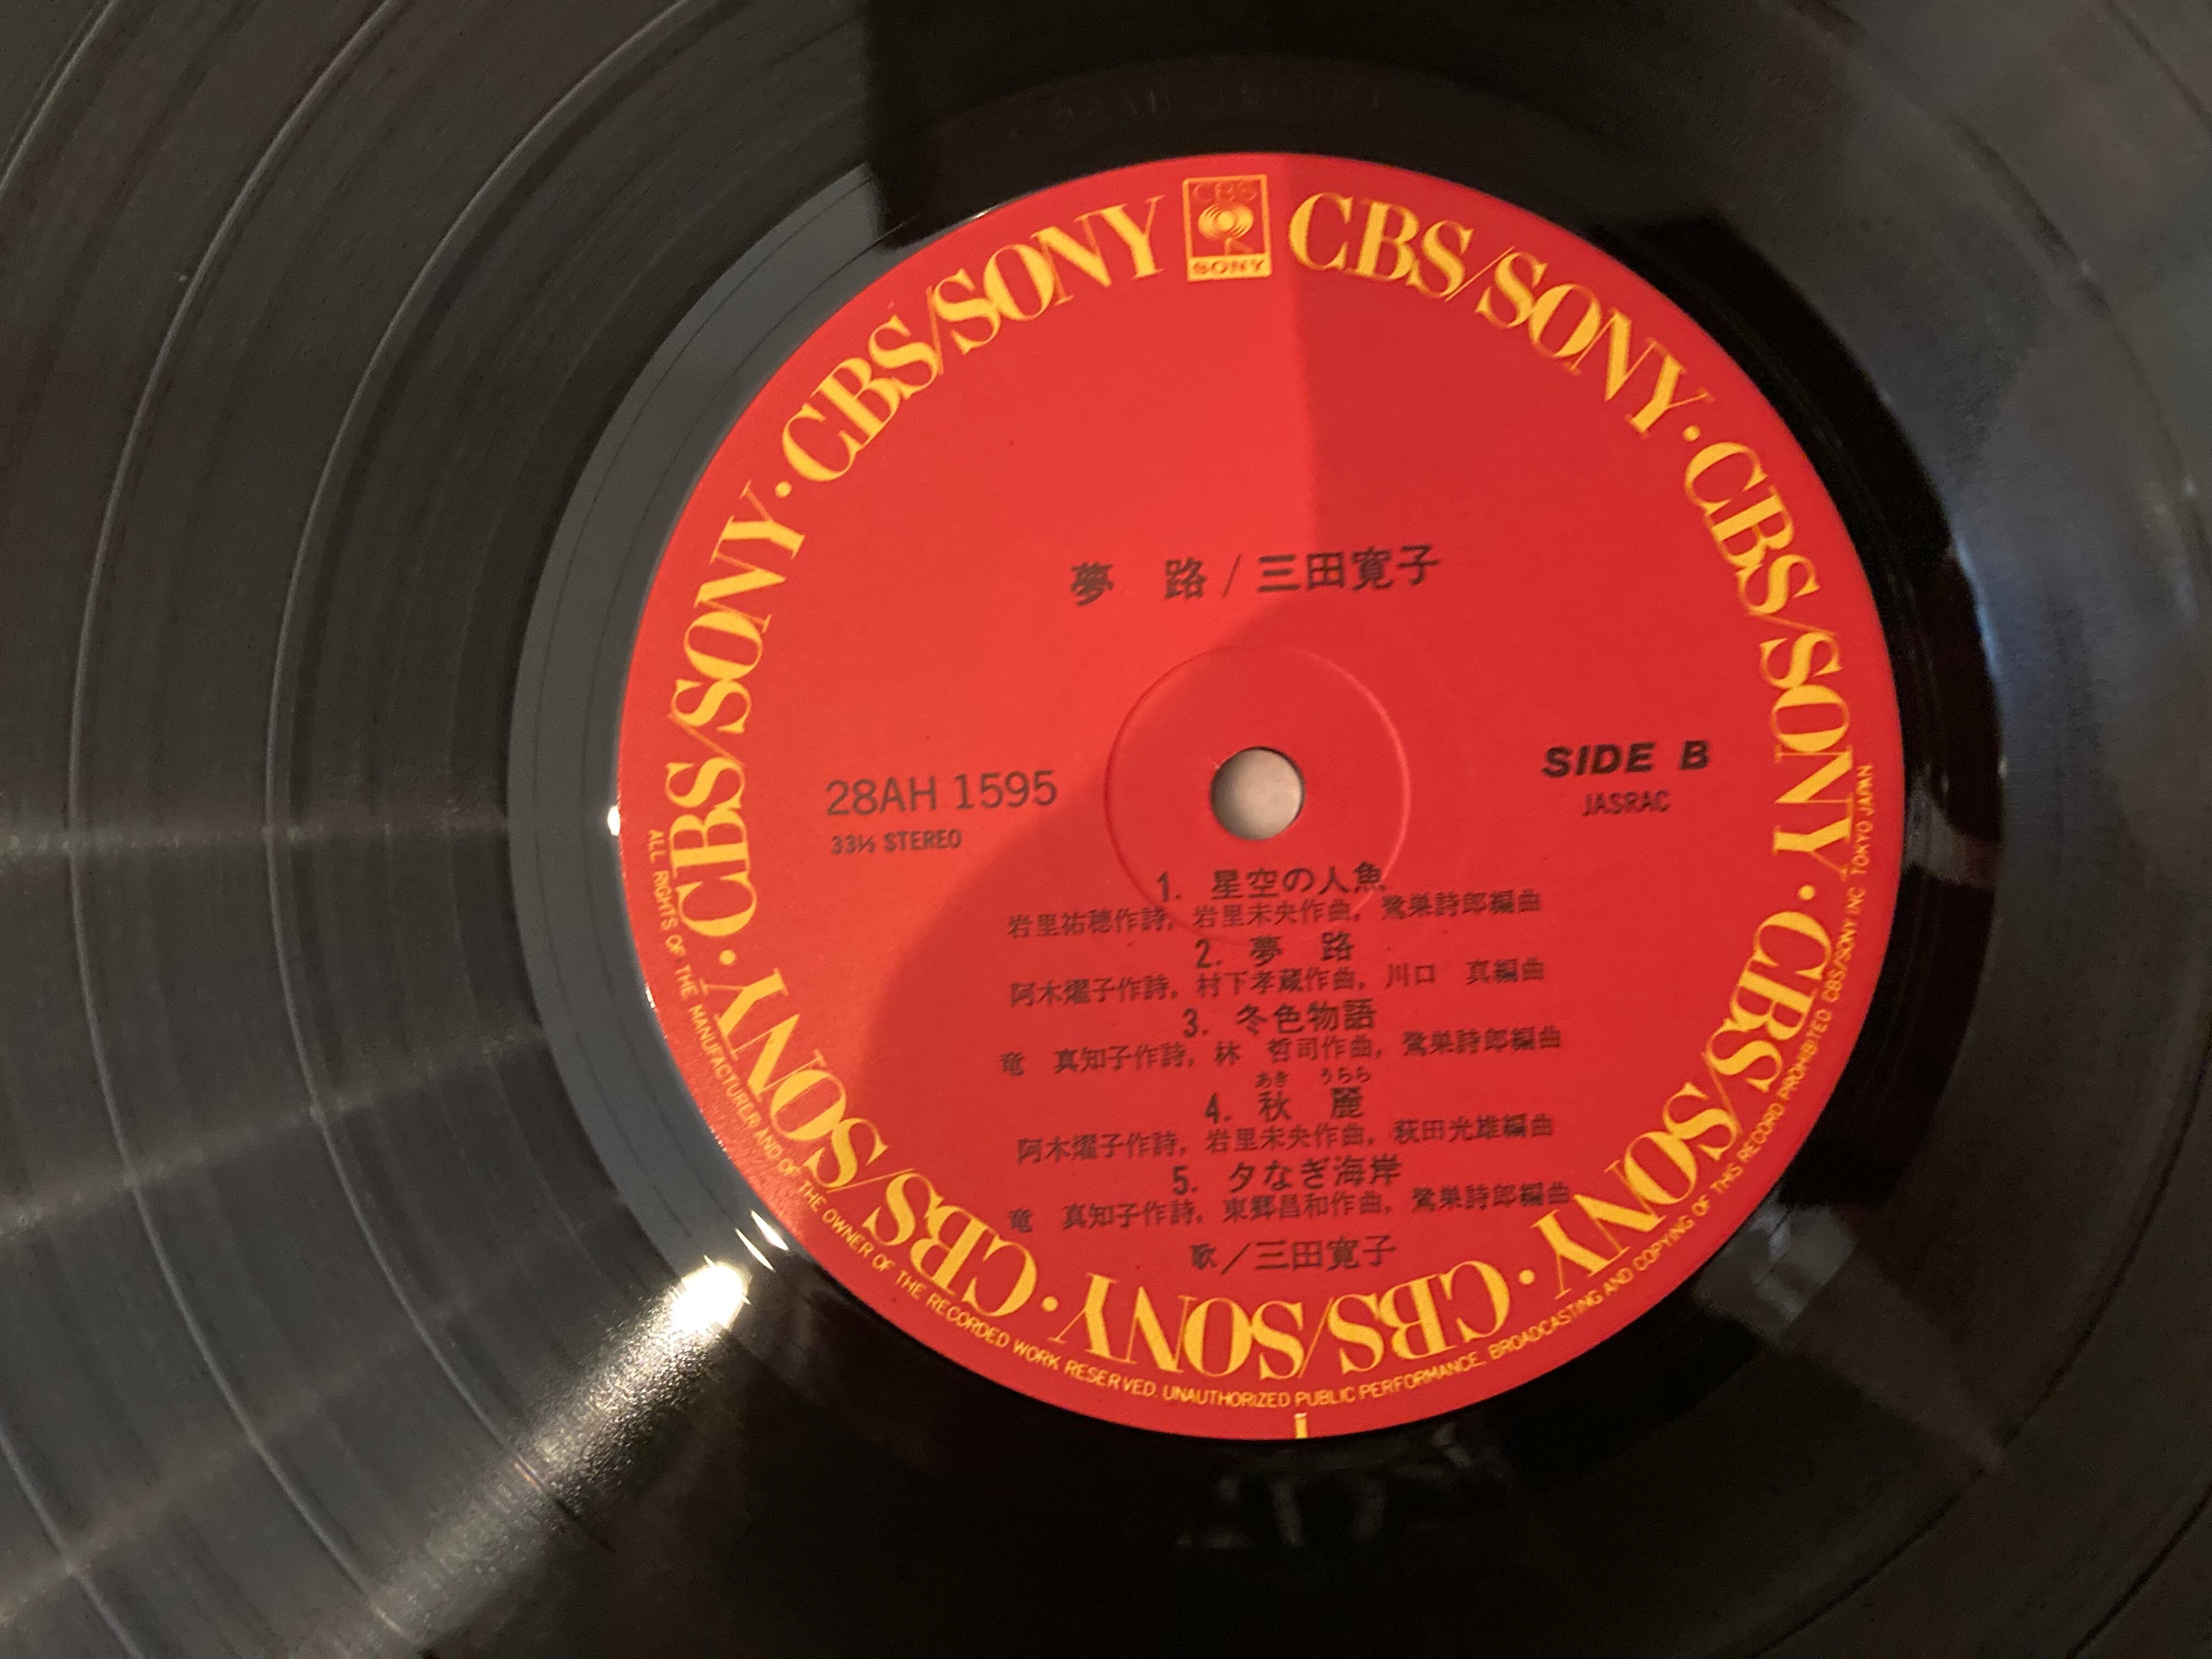 CBS
SONY
CBS/SONY・CBS/SONY・CBS/SONY・CBS/SONY・CBS/SONY・CBS/SONY・CBS/SONY
夢　路/三田寛子
28AH 1595
33⅓ STEREO
SIDE B
JASRAC
1. 星空の人魚
岩里祐穂作詩, 岩里未央作曲, 鷺巣詩郎編曲
2. 夢　路
阿木燿子作詩, 村下孝蔵作曲, 川口　真編曲
3. 冬色物語
竜　真知子作詩, 林　哲司作曲, 鷺巣詩郎編曲
あき うらら
4. 秋　麗
阿木燿子作詩, 岩里未央作曲, 萩田光雄編曲
5. 夕なぎ海岸
竜　真知子作詩, 東郷昌和作曲, 鷺巣詩郎編曲
歌/三田寛子
ALL RIGHTS OF THE MANUFACTURER AND OF THE OWNER OF THE RECORDED WORK RESERVED. UNAUTHORIZED PUBLIC PERFORMANCE, BROADCASTING AND COPYING OF THIS RECORD PROHIBITED CBS/SONY INC TOKYO JAPAN